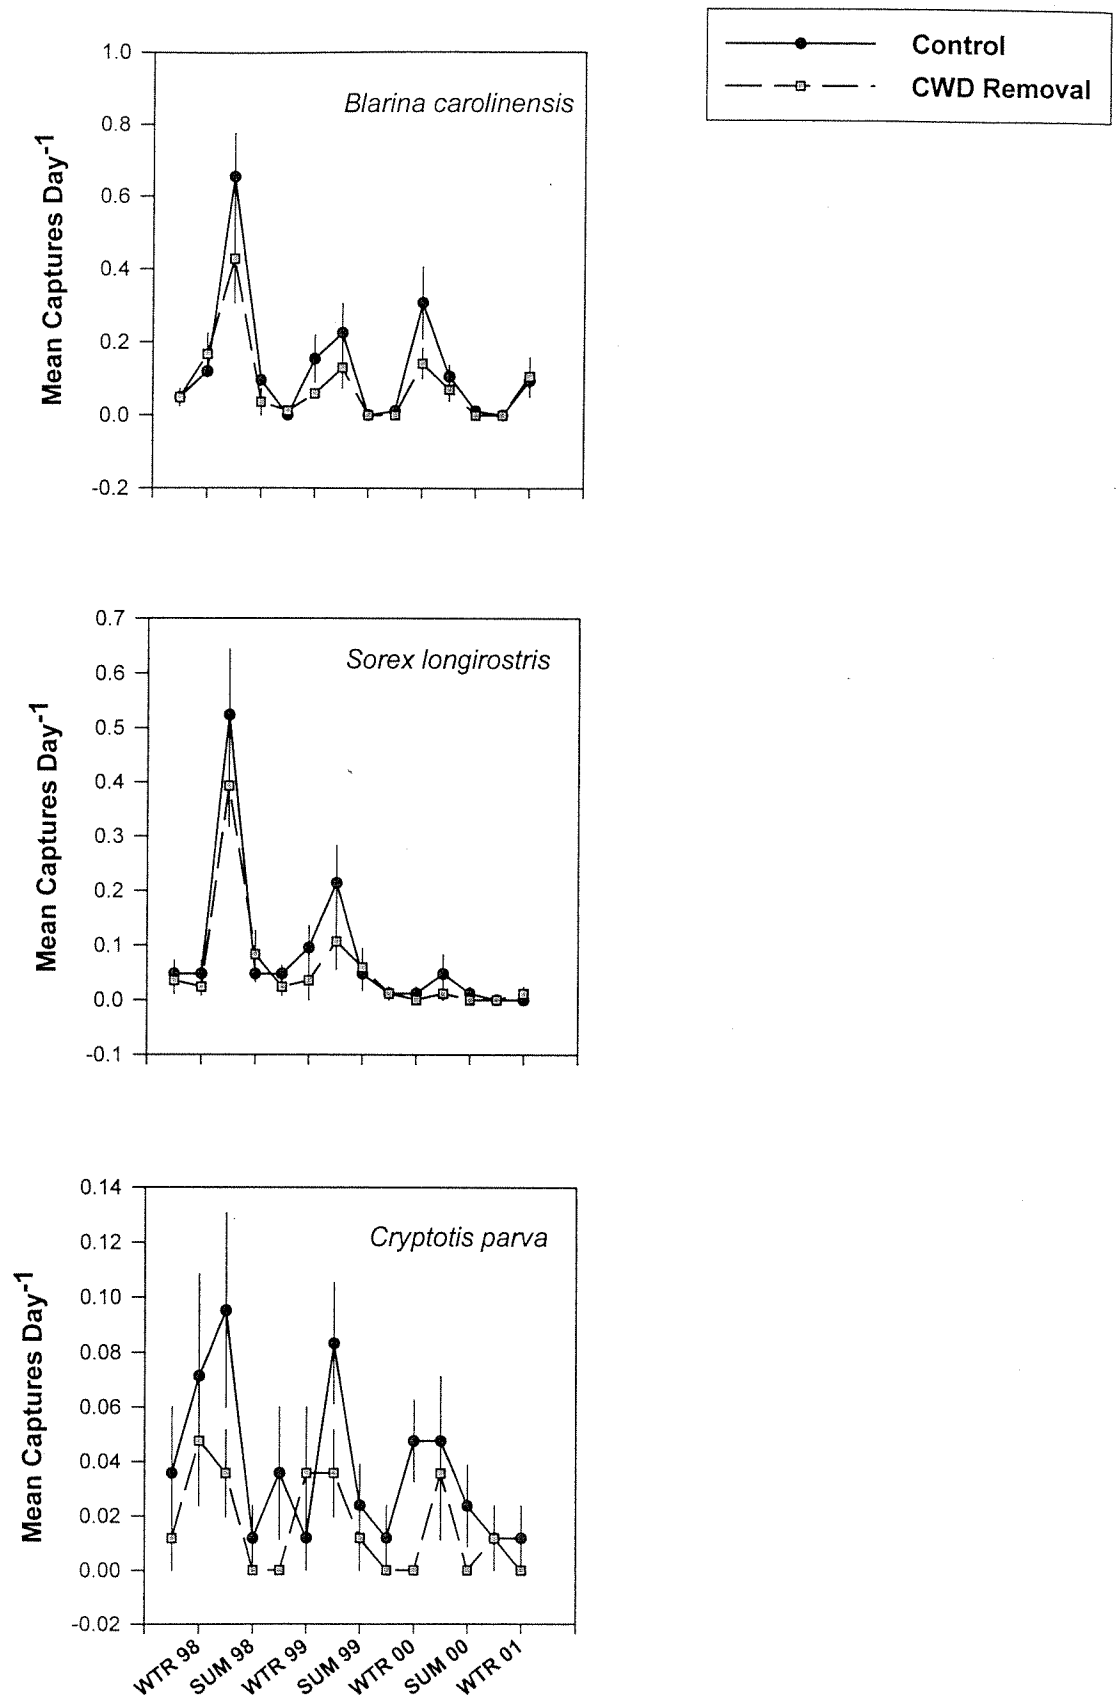 Control
CWD Removal
Blarina carolinensis
Mean Captures Day-1
1.0
0.8
0.6
0.4
0.2
0.0
-0.2
Sorex longirostris
Mean Captures Day-1
0.7
0.6
0.5
0.4
0.3
0.2
0.1
0.0
-0.1
Cryptotis parva
Mean Captures Day-1
0.14
0.12
0.10
0.08
0.06
0.04
0.02
0.00
-0.02
WTR 98
SUM 98
WTR 99
SUM 99
WTR 00
SUM 00
WTR 01